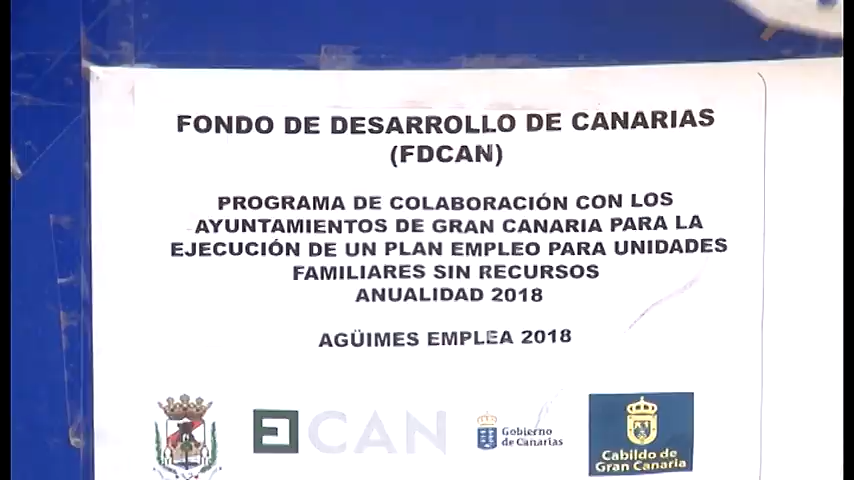 FONDO DE DESARROLLO DE CANARIAS
(FDCAN)
PROGRAMA DE COLABORACIÓN CON LOS
AYUNTAMIENTOS DE GRAN CANARIA PARA LA
EJECUCIÓN DE UN PLAN EMPLEO PARA UNIDADES
FAMILIARES SIN RECURSOS
ANUALIDAD 2018
AGÜIMES EMPLEA 2018
CAN
Gobierno
de Canarias
Cabildo de
Gran Canaria